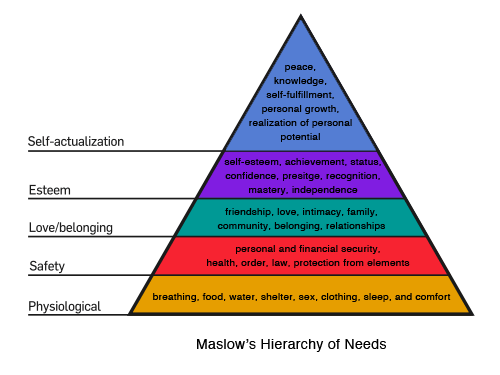 peace,
knowledge,
self-fulfillment,
personal growth,
realization of personal
potential
Self-actualization
self-esteem, achievement, status,
confidence, prestige, recognition,
mastery, independence
Esteem
friendship, love, intimacy, family,
community, belonging, relationships
Love/belonging
personal and financial security,
health, order, law, protection from elements
Safety
breathing, food, water, shelter, sex, clothing, sleep, and comfort
Physiological
Maslow's Hierarchy of Needs